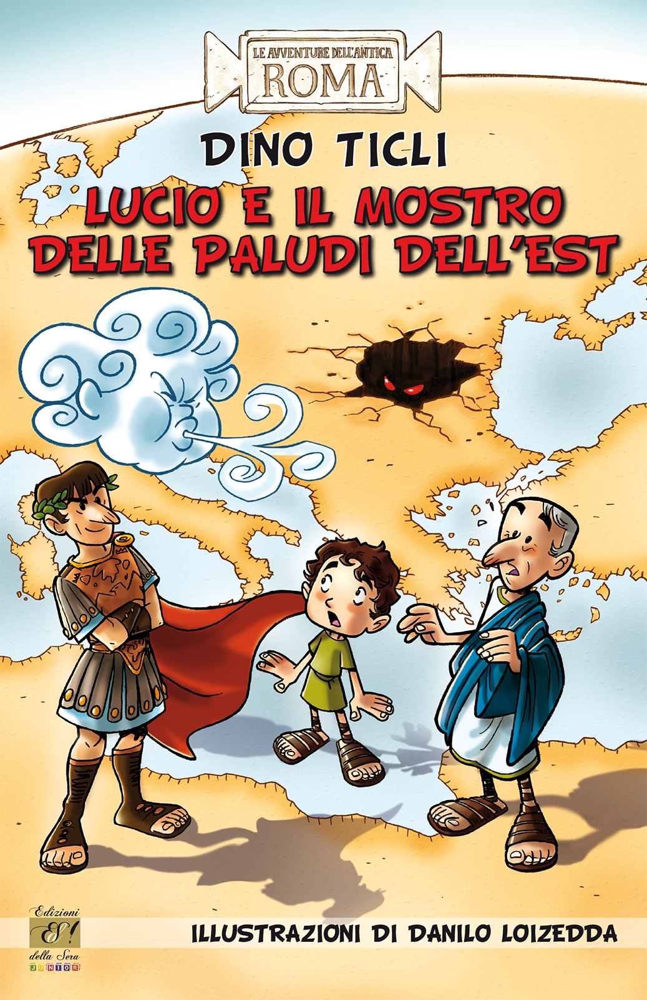 LE AVVENTURE DELL'ANTICA
ROMA
DINO TICLI
LUCIO E IL MOSTRO
DELLE PALUDI DELL'EST
Edizioni
ES!
della Sera
JUNIOR
ILLUSTRAZIONI DI DANILO LOIZEDDA